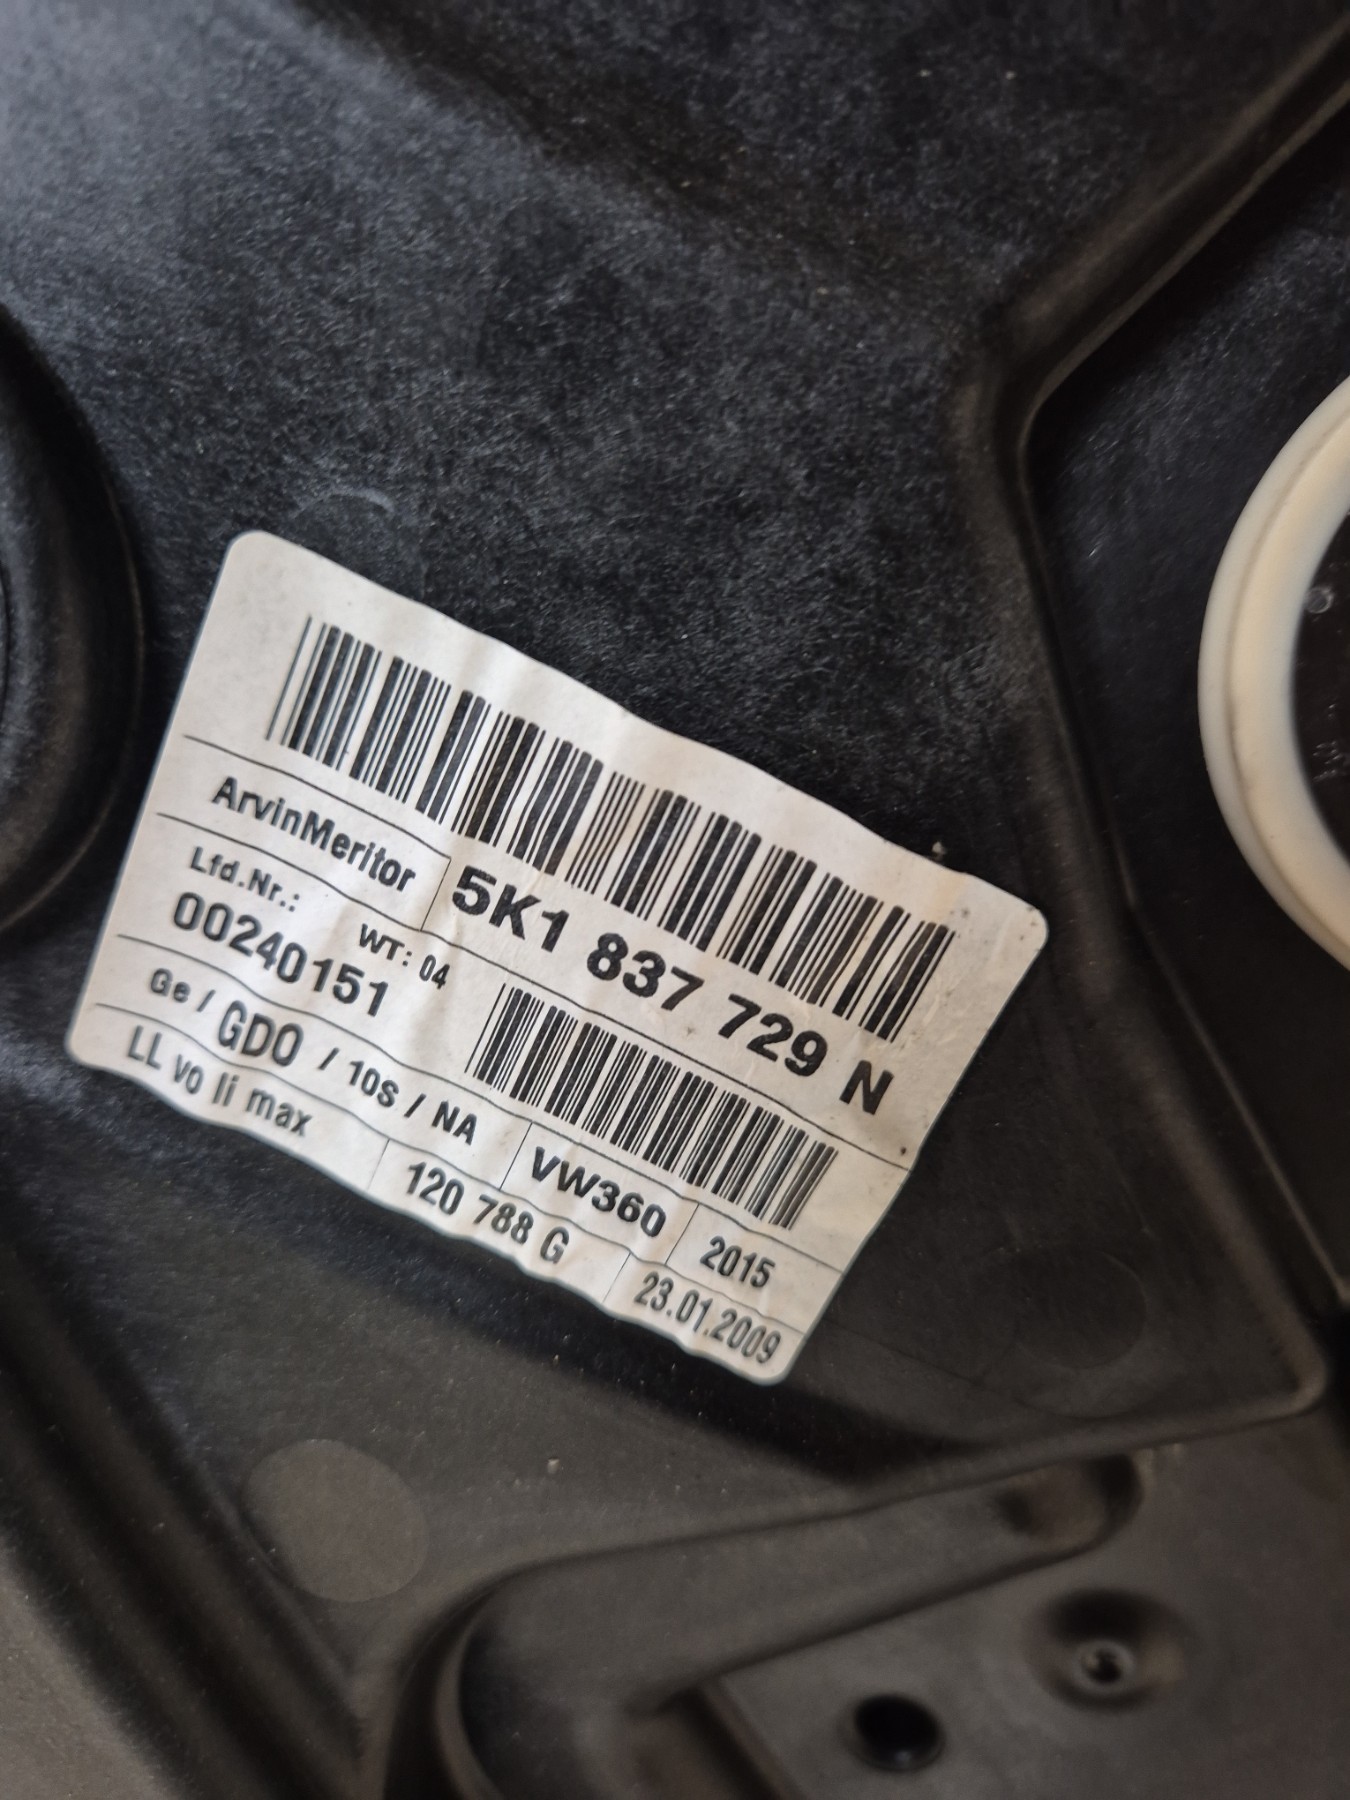 ArvinMeritor
5K1 837 729 N
Lfd.Nr.:
WT: 04
00240151
Ge / GDO / 10S / NA
VW360
2015
LL vo li max
120 788 G
23.01.2009